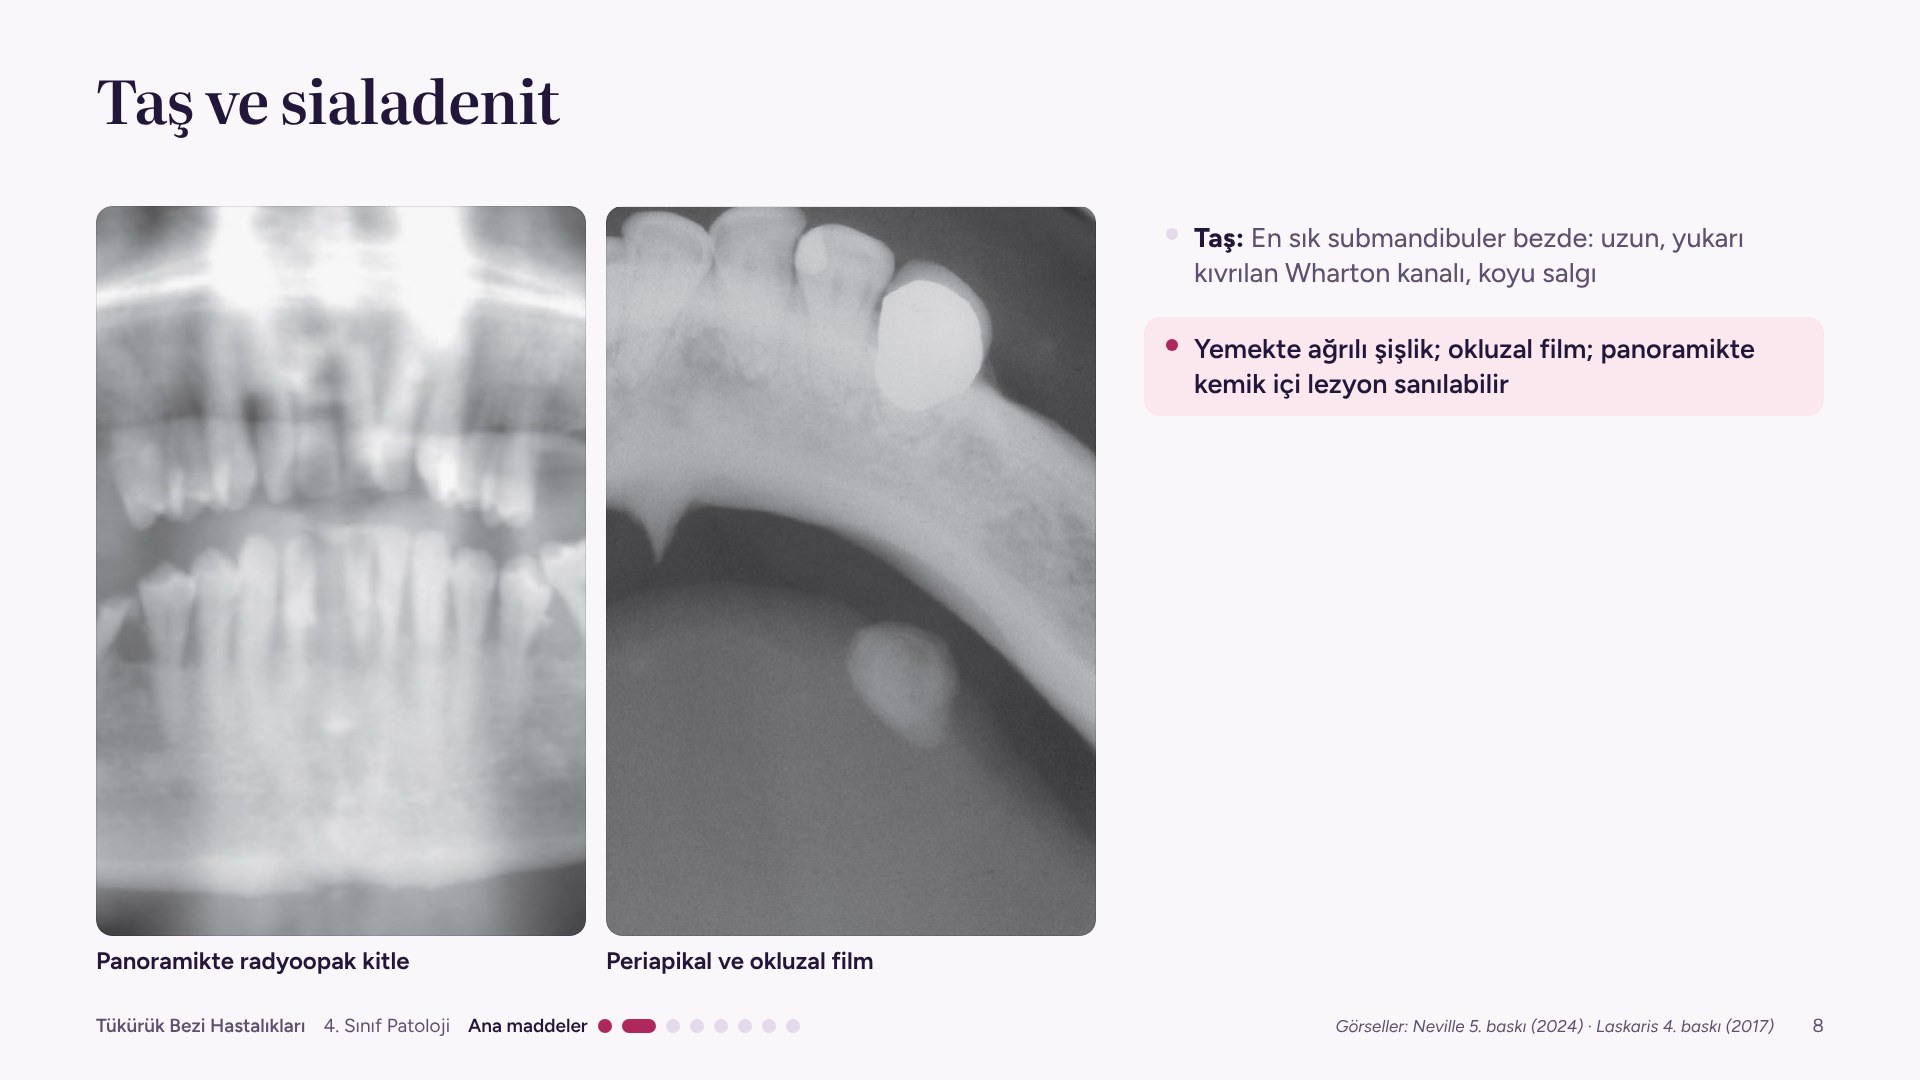 Taş ve sialadenit
Taş: En sık submandibuler bezde: uzun, yukarı
kıvrılan Wharton kanalı, koyu salgı
Yemekte ağrılı şişlik; okluzal film; panoramikte
kemik içi lezyon sanılabilir
Panoramikte radyoopak kitle
Periapikal ve okluzal film
Tükürük Bezi Hastalıkları 4. Sınıf Patoloji Ana maddeler
Görseller: Neville 5. baskı (2024) · Laskaris 4. baskı (2017) 8